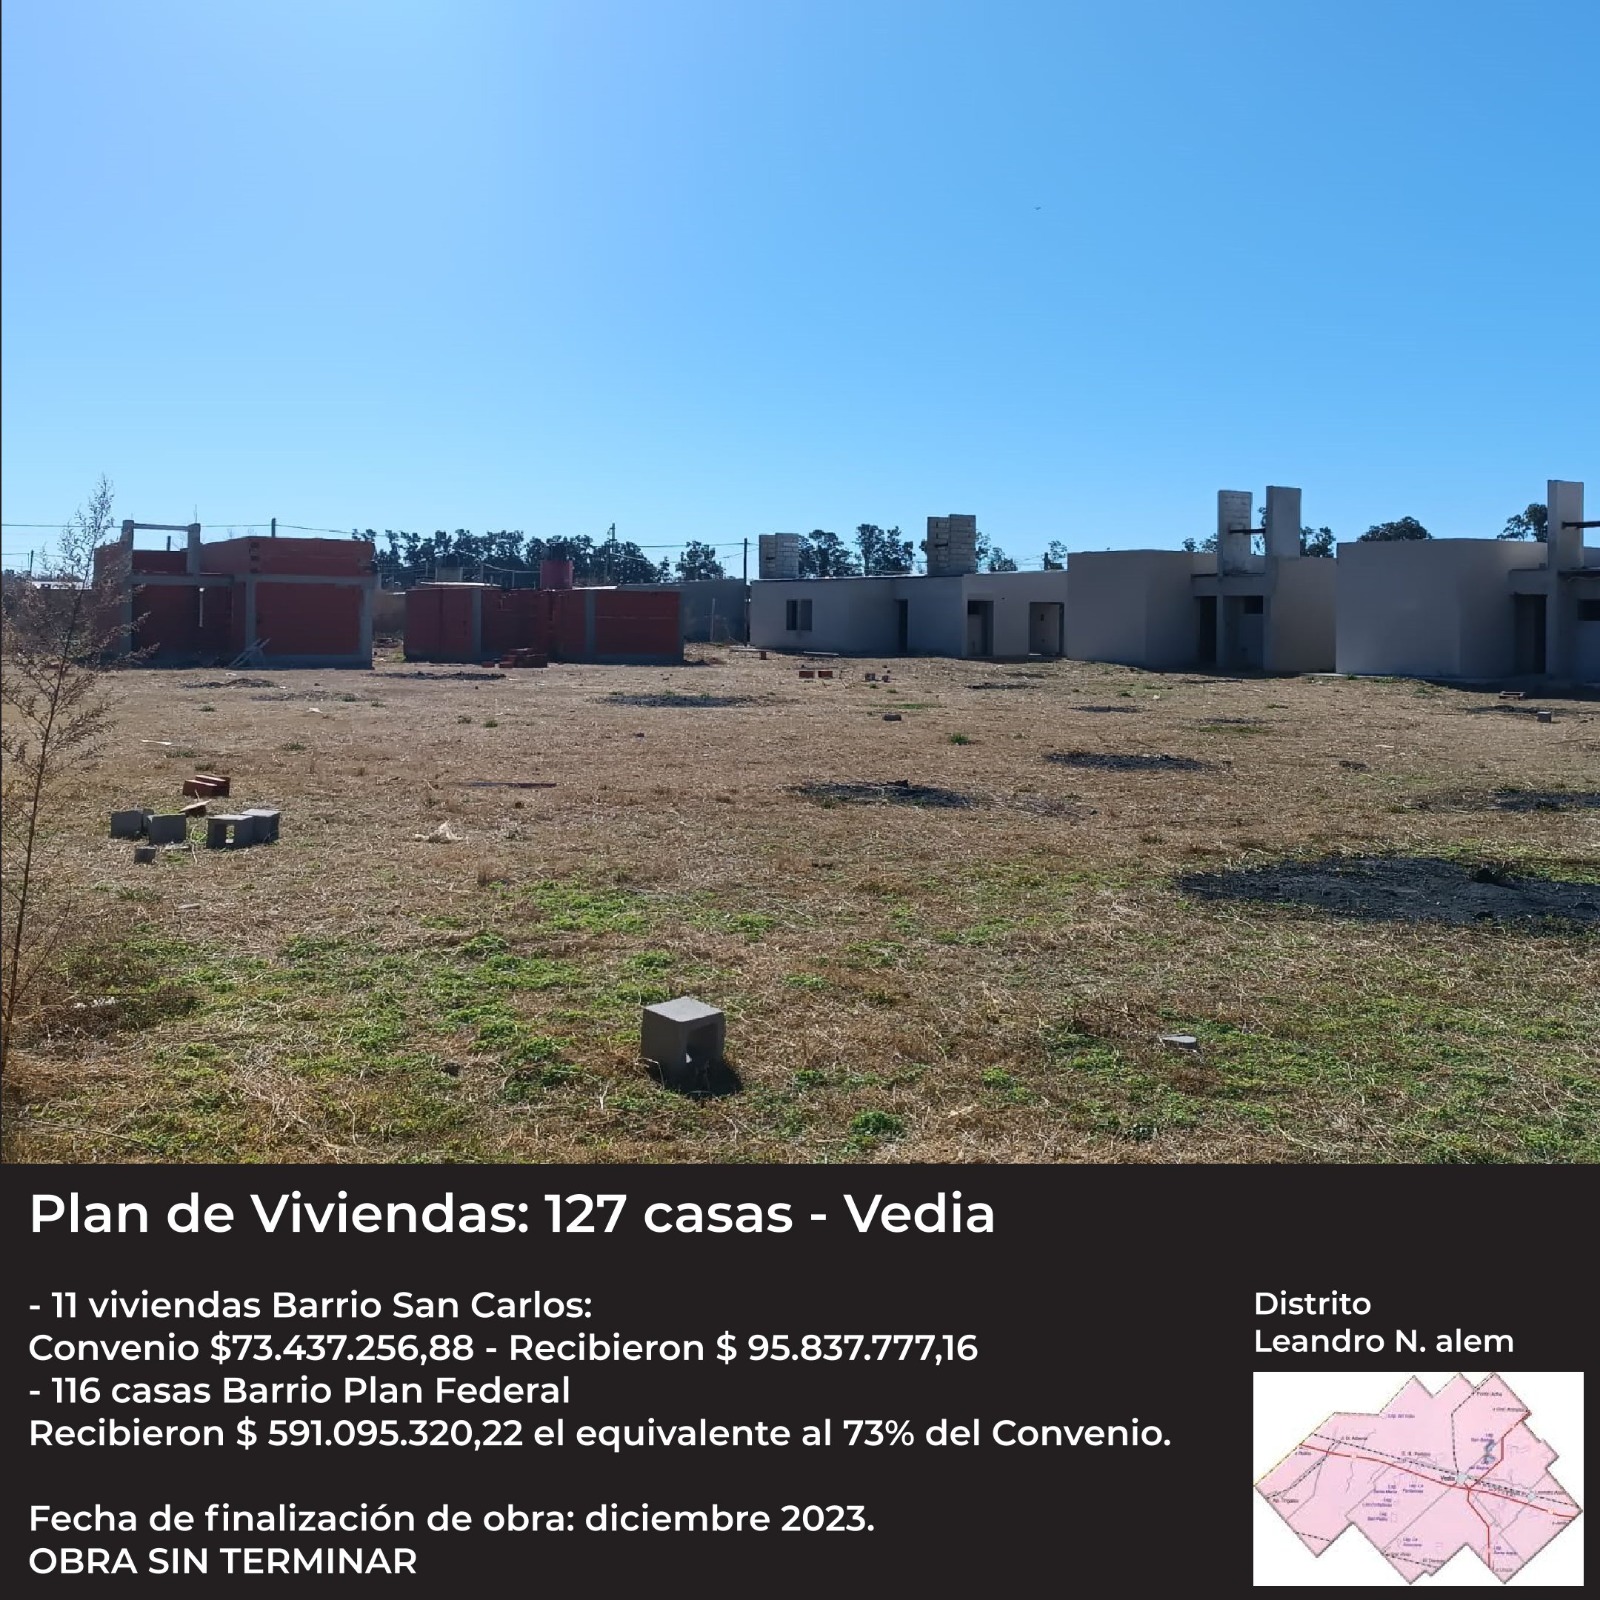 Plan de Viviendas: 127 casas - Vedia
- 11 viviendas Barrio San Carlos:
Convenio $73.437.256,88 - Recibieron $ 95.837.777,16
- 116 casas Barrio Plan Federal
Recibieron $ 591.095.320,22 el equivalente al 73% del Convenio.
Fecha de finalización de obra: diciembre 2023.
OBRA SIN TERMINAR
Distrito
Leandro N. alem
Vedia